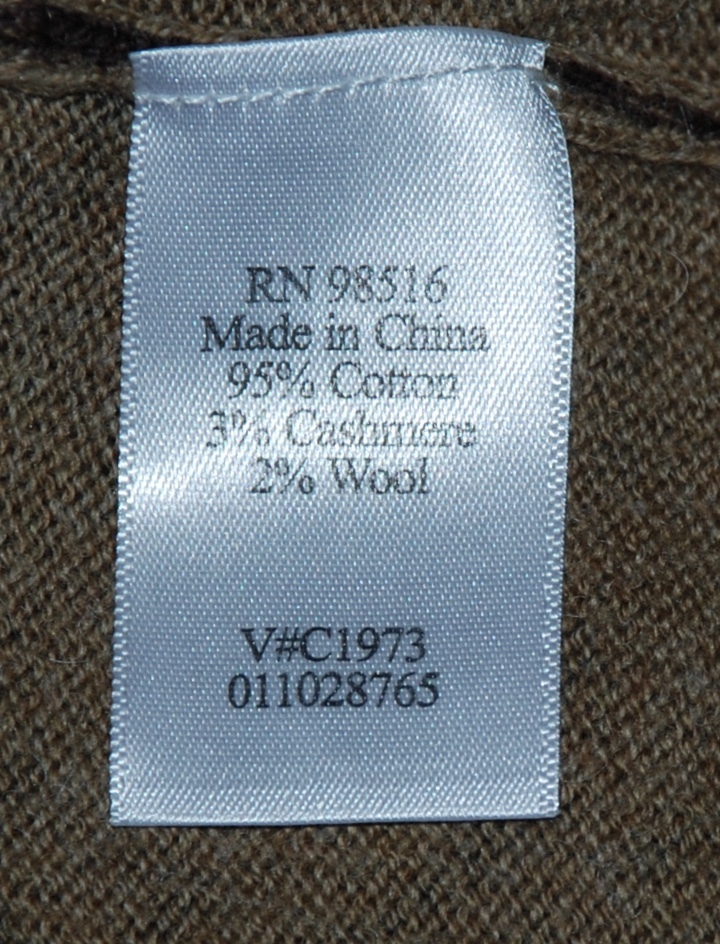 RN 98516
Made in China
95% Cotton
3% Cashmere
2% Wool
V#C1973
011028765